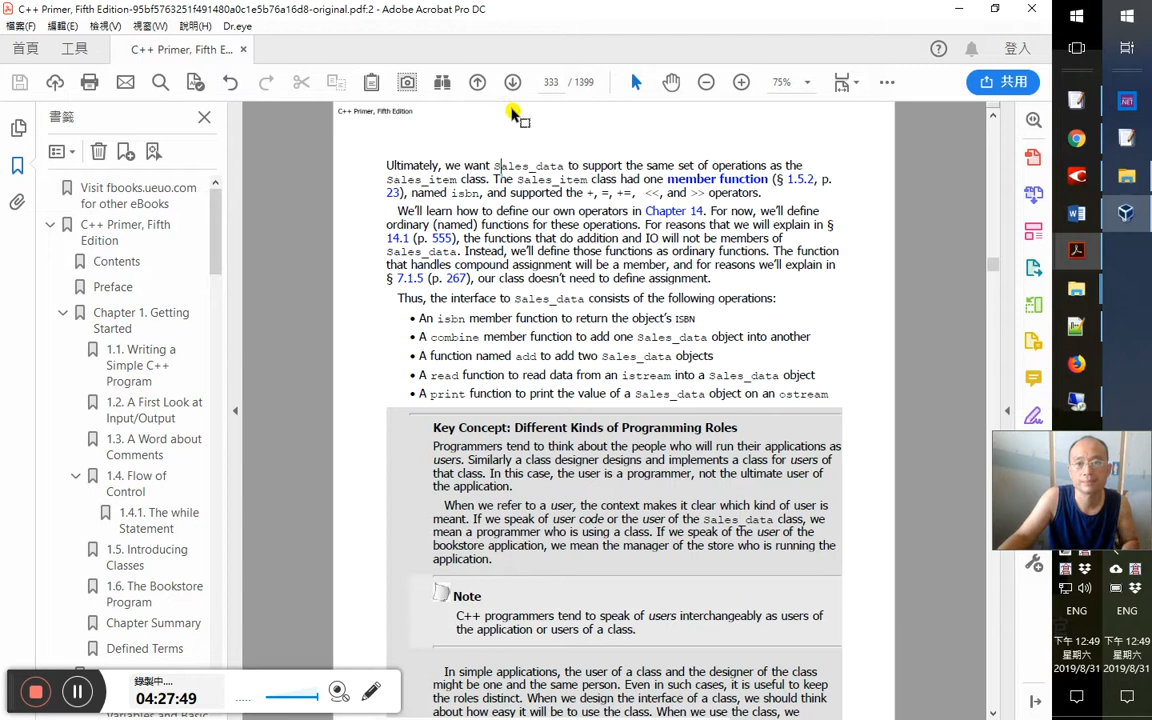 C++ Primer, Fifth Edition-95bf5763251f491480a0c1e5b76a16d8-original.pdf:2 - Adobe Acrobat Pro DC
檔案(F) 編輯(E) 檢視(V) 視窗(W) 說明(H) Dr.eye
首頁 工具 C++ Primer, Fifth E... × 登入
333 / 1399 75% 共用
書籤
Visit fbooks.ueuo.com
for other eBooks
C++ Primer, Fifth
Edition
Contents
Preface
Chapter 1. Getting
Started
1.1. Writing a
Simple C++
Program
1.2. A First Look at
Input/Output
1.3. A Word about
Comments
1.4. Flow of
Control
1.4.1. The while
Statement
1.5. Introducing
Classes
1.6. The Bookstore
Program
Chapter Summary
Defined Terms
Variables and Basic
錄製中...
04:27:49
C++ Primer, Fifth Edition
Ultimately, we want Sales_data to support the same set of operations as the
Sales_item class. The Sales_item class had one member function (§ 1.5.2, p.
23), named isbn, and supported the +, =, +=, <<, and >> operators.
We'll learn how to define our own operators in Chapter 14. For now, we'll define
ordinary (named) functions for these operations. For reasons that we will explain in §
14.1 (p. 555), the functions that do addition and IO will not be members of
Sales_data. Instead, we'll define those functions as ordinary functions. The function
that handles compound assignment will be a member, and for reasons we'll explain in
§ 7.1.5 (p. 267), our class doesn't need to define assignment.
Thus, the interface to Sales_data consists of the following operations:
• An isbn member function to return the object's ISBN
• A combine member function to add one Sales_data object into another
• A function named add to add two Sales_data objects
• A read function to read data from an istream into a Sales_data object
• A print function to print the value of a Sales_data object on an ostream
Key Concept: Different Kinds of Programming Roles
Programmers tend to think about the people who will run their applications as
users. Similarly a class designer designs and implements a class for users of
that class. In this case, the user is a programmer, not the ultimate user of
the application.
When we refer to a user, the context makes it clear which kind of user is
meant. If we speak of user code or the user of the Sales_data class, we
mean a programmer who is using a class. If we speak of the user of the
bookstore application, we mean the manager of the store who is running the
application.
Note
C++ programmers tend to speak of users interchangeably as users of
the application or users of a class.
In simple applications, the user of a class and the designer of the class
might be one and the same person. Even in such cases, it is useful to keep
the roles distinct. When we design the interface of a class, we should think
about how easy it will be to use the class. When we use the class, we
.NET
ENG ENG
下午 12:49 下午 12:49
星期六 星期六
2019/8/31 2019/8/31